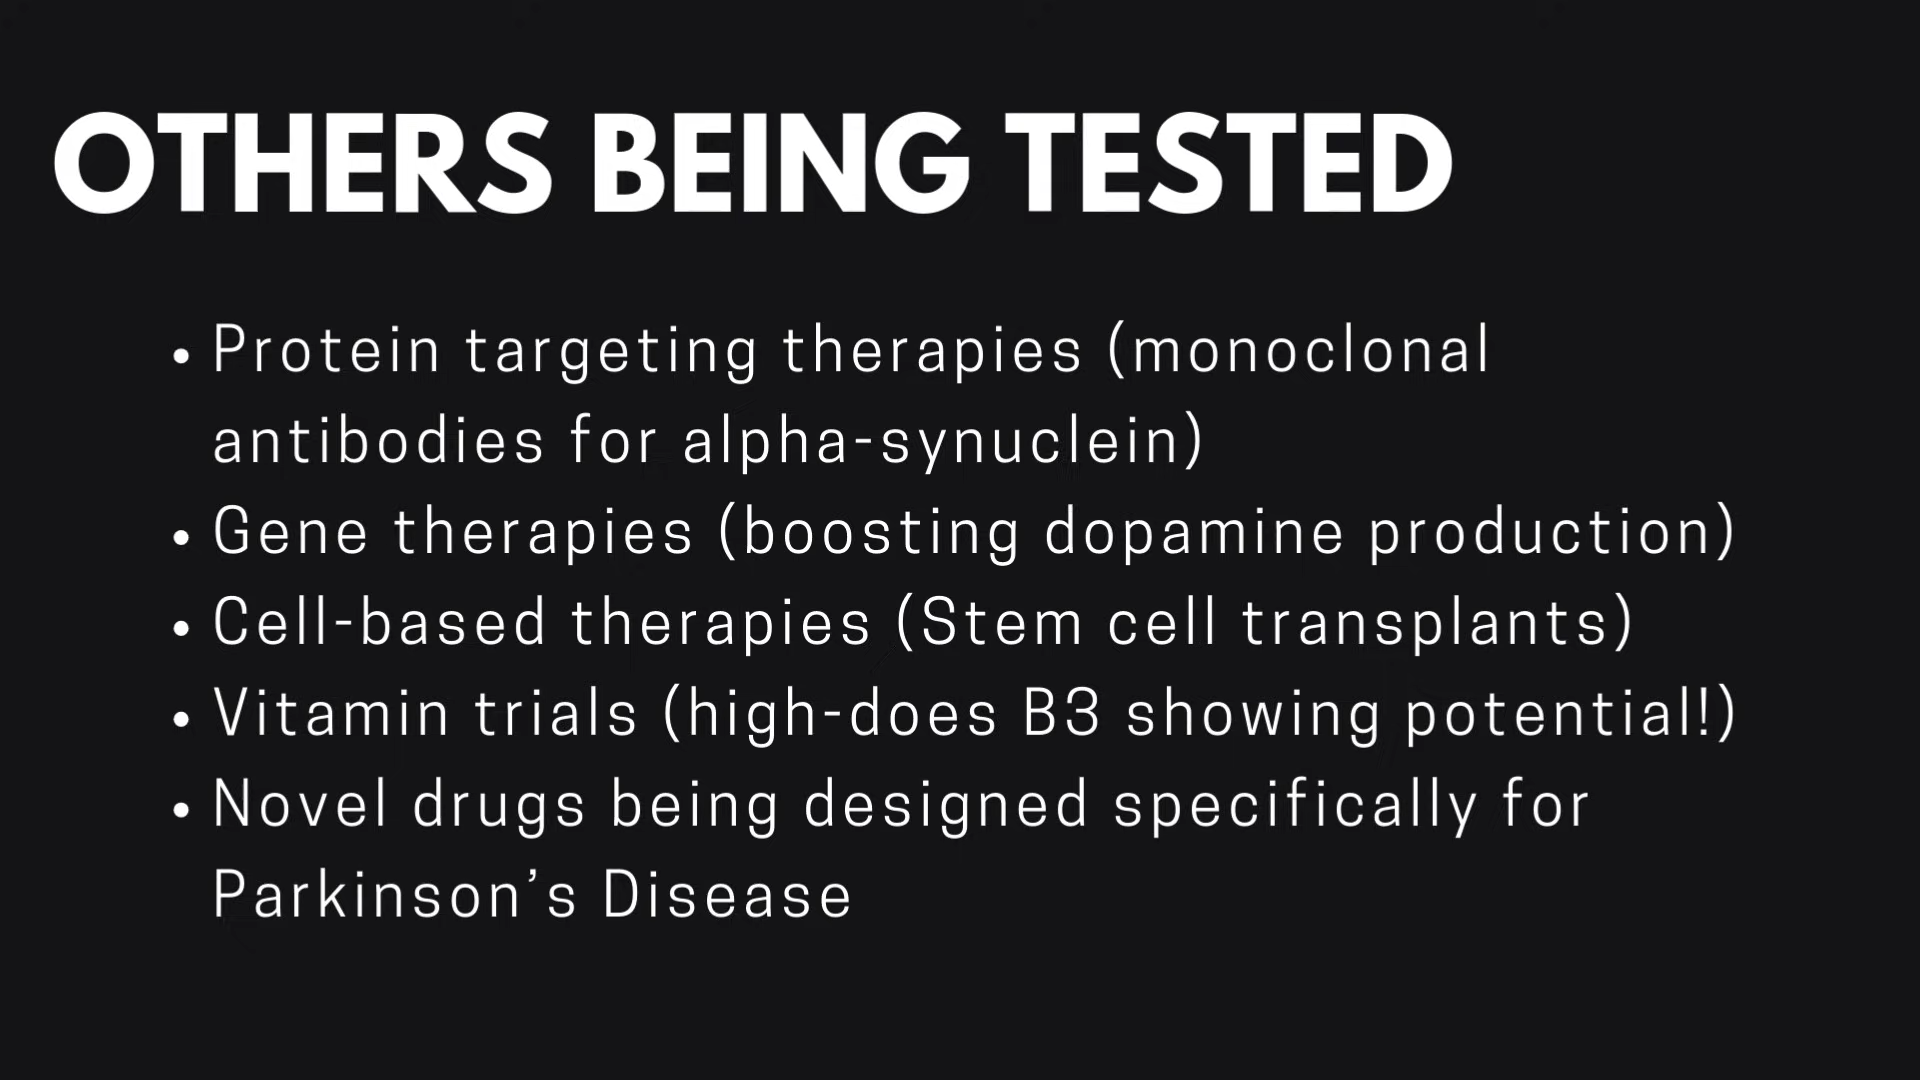 OTHERS BEING TESTED
• Protein targeting therapies (monoclonal
antibodies for alpha-synuclein)
• Gene therapies (boosting dopamine production)
• Cell-based therapies (Stem cell transplants)
• Vitamin trials (high-does B3 showing potential!)
• Novel drugs being designed specifically for
Parkinson’s Disease